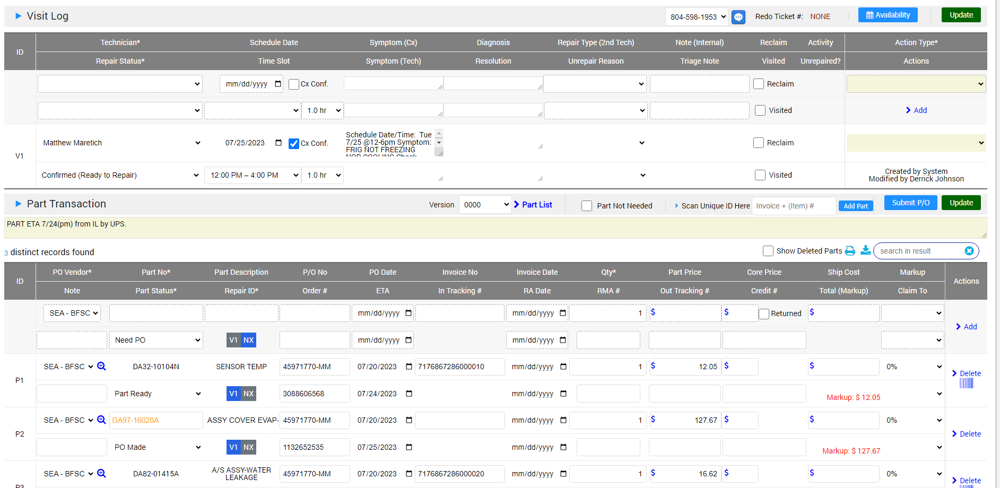 Visit Log
804-598-1953 Redo Ticket #: NONE Availability Update
ID Technician* Schedule Date Symptom (Cx) Diagnosis Repair Type (2nd Tech) Note (Internal) Reclaim Activity Action Type*
Repair Status* Time Slot Symptom (Tech) Resolution Unrepair Reason Triage Note Visited Unrepaired? Actions
mm/dd/yyyy Cx Conf. Reclaim
1.0 hr Visited Add
V1 Matthew Maretich 07/25/2023 Cx Conf. Schedule Date/Time: Tue
7/25 @12-6pm Symptom:
FRIG NOT FREEZING
NOR COOLING Check
Reclaim
Confirmed (Ready to Repair) 12:00 PM – 4:00 PM 1.0 hr Visited Created by System
Modified by Derrick Johnson
Part Transaction Version 0000 Part List Part Not Needed Scan Unique ID Here Invoice + (Item) # Add Part Submit P/O Update
PART ETA 7/24(pm) from IL by UPS.
3 distinct records found Show Deleted Parts search in result
ID PO Vendor* Part No* Part Description P/O No PO Date Invoice No Invoice Date Qty* Part Price Core Price Ship Cost Markup Actions
Note Part Status* Repair ID* Order # ETA In Tracking # RA Date RMA # Out Tracking # Credit # Total (Markup) Claim To
SEA - BFSC mm/dd/yyyy mm/dd/yyyy 1 $ $ Returned $
Need PO V1 NX mm/dd/yyyy mm/dd/yyyy Add
P1 SEA - BFSC DA32-10104N SENSOR TEMP 45971770-MM 07/20/2023 7176867286000010 mm/dd/yyyy 1 $ 12.05 $ $ 0% Delete
Part Ready V1 NX 3088606568 07/24/2023 mm/dd/yyyy Markup: $ 12.05
P2 SEA - BFSC DA97-16028A ASSY COVER EVAP- 45971770-MM 07/20/2023 mm/dd/yyyy 1 $ 127.67 $ $ 0% Delete
PO Made V1 NX 1132652535 07/25/2023 mm/dd/yyyy Markup: $ 127.67
P3 SEA - BFSC DA82-01415A A/S ASSY-WATER
LEAKAGE 45971770-MM 07/20/2023 7176867286000020 mm/dd/yyyy 1 $ 16.62 $ $ 0% Delete